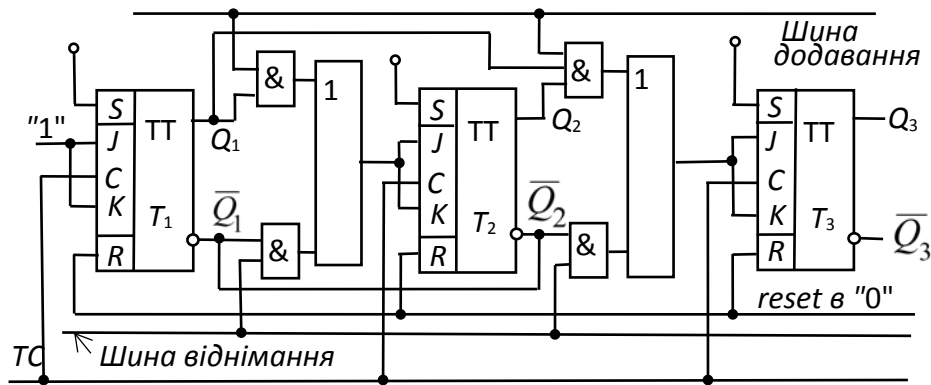 Шина
додавання
"1"
S
J
C
K
R
TT
T1
Q1
Q̅1
&
&
1
S
J
C
K
R
TT
T2
Q2
Q̅2
&
&
1
S
J
C
K
R
TT
T3
Q3
Q̅3
reset в "0"
Шина віднімання
TC